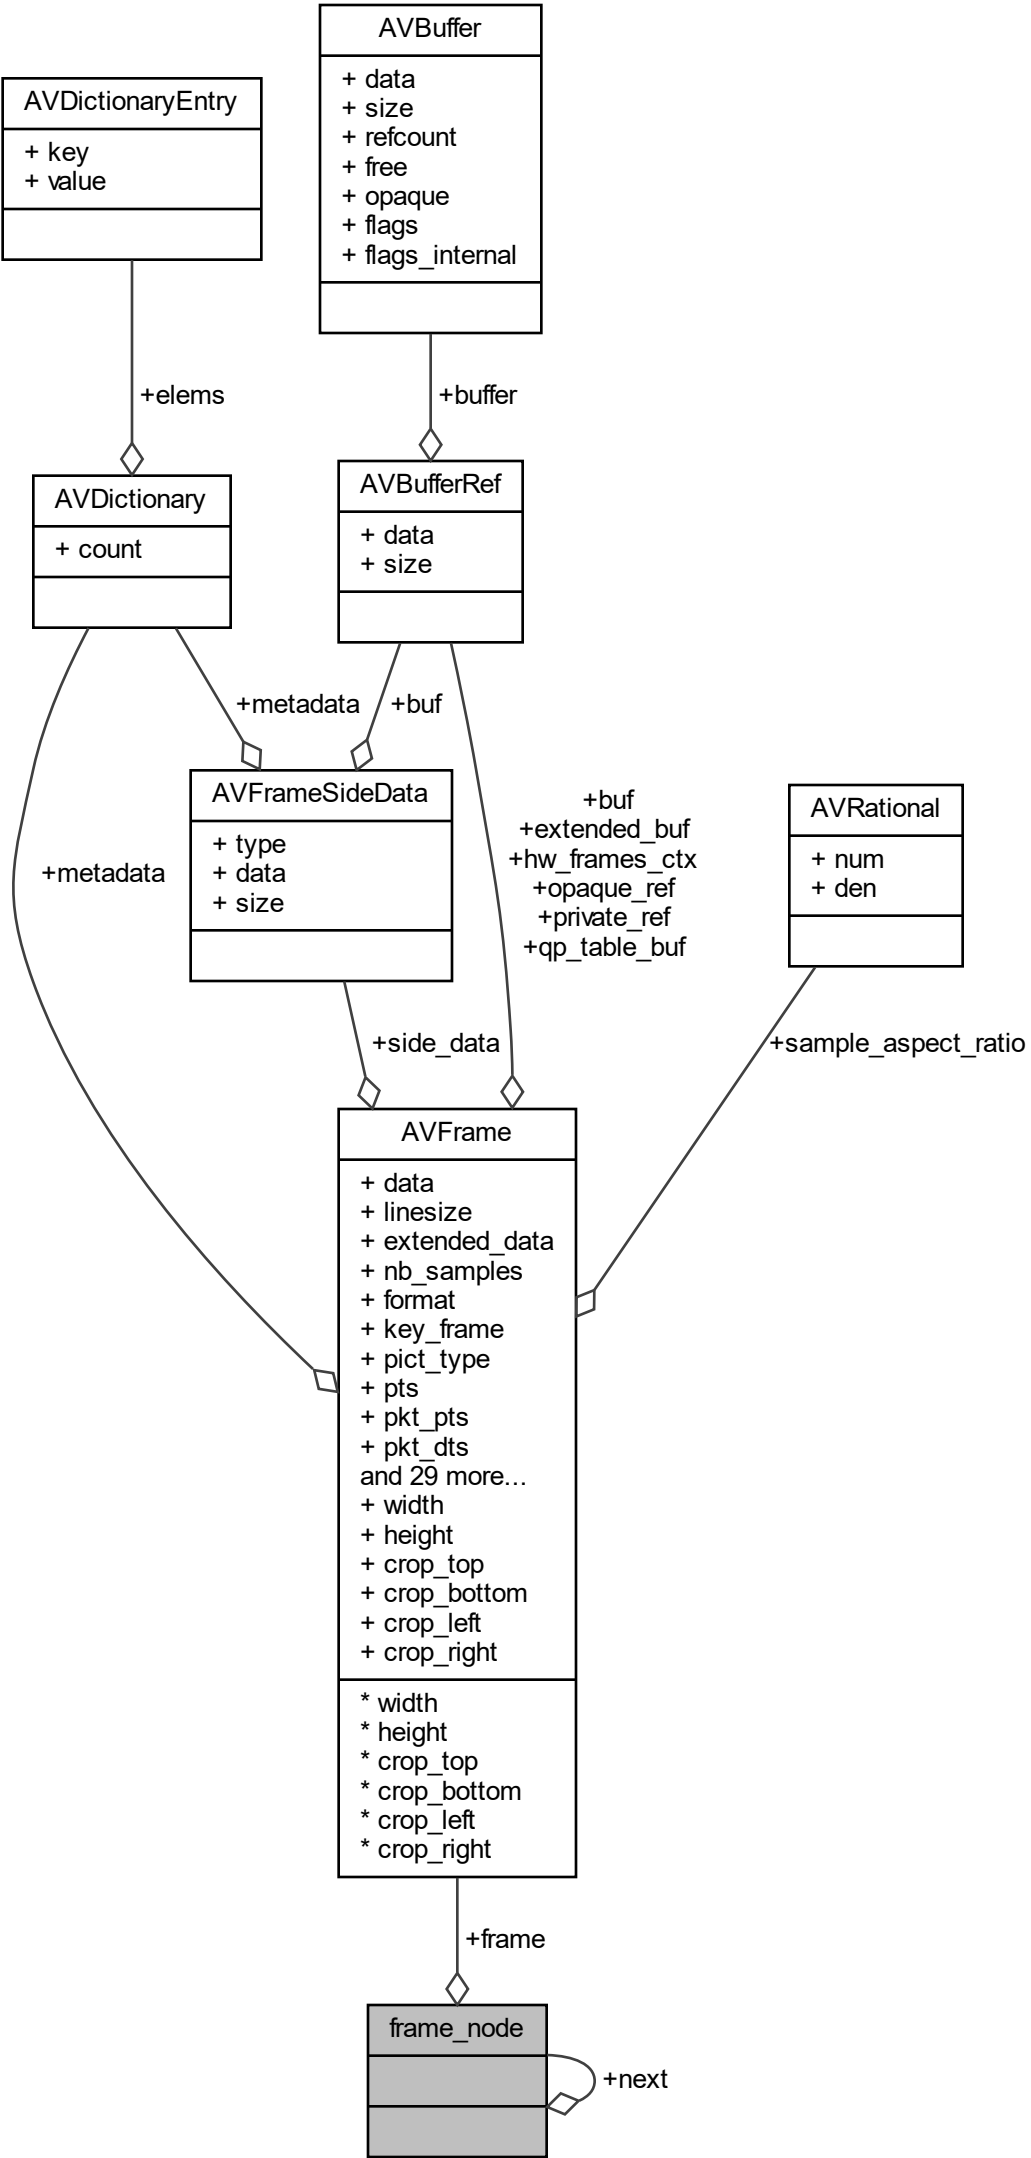 AVBuffer
+ data
+ size
+ refcount
+ free
+ opaque
+ flags
+ flags_internal
AVDictionaryEntry
+ key
+ value
+elems
+buffer
AVDictionary
+ count
AVBufferRef
+ data
+ size
+metadata
+buf
AVFrameSideData
+ type
+ data
+ size
+buf
+extended_buf
+hw_frames_ctx
+opaque_ref
+private_ref
+qp_table_buf
AVRational
+ num
+ den
+metadata
+side_data
+sample_aspect_ratio
AVFrame
+ data
+ linesize
+ extended_data
+ nb_samples
+ format
+ key_frame
+ pict_type
+ pts
+ pkt_pts
+ pkt_dts
and 29 more...
+ width
+ height
+ crop_top
+ crop_bottom
+ crop_left
+ crop_right
* width
* height
* crop_top
* crop_bottom
* crop_left
* crop_right
+frame
frame_node
+next